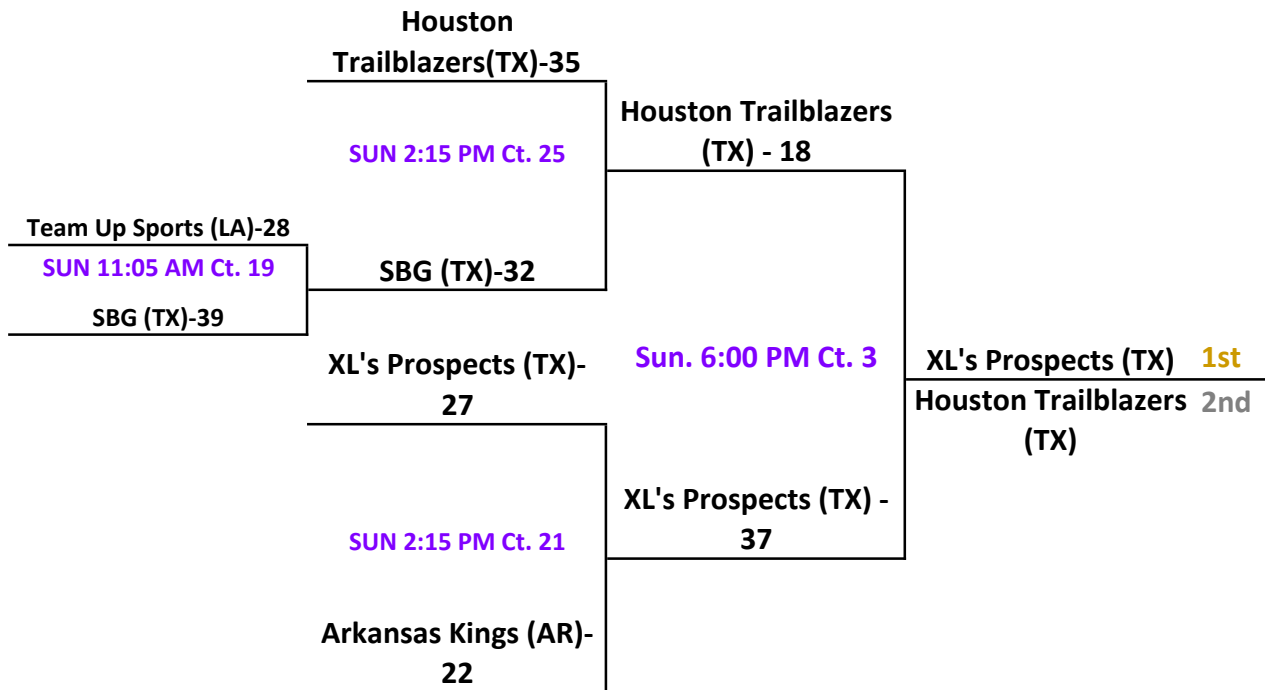 Houston
Trailblazers(TX)-35
Houston Trailblazers
(TX) - 18
SUN 2:15 PM Ct. 25
Team Up Sports (LA)-28
SUN 11:05 AM Ct. 19
SBG (TX)-32
SBG (TX)-39
XL's Prospects (TX)-
27
Sun. 6:00 PM Ct. 3
XL's Prospects (TX) 1st
Houston Trailblazers 2nd
(TX)
XL's Prospects (TX) -
37
SUN 2:15 PM Ct. 21
Arkansas Kings (AR)-
22